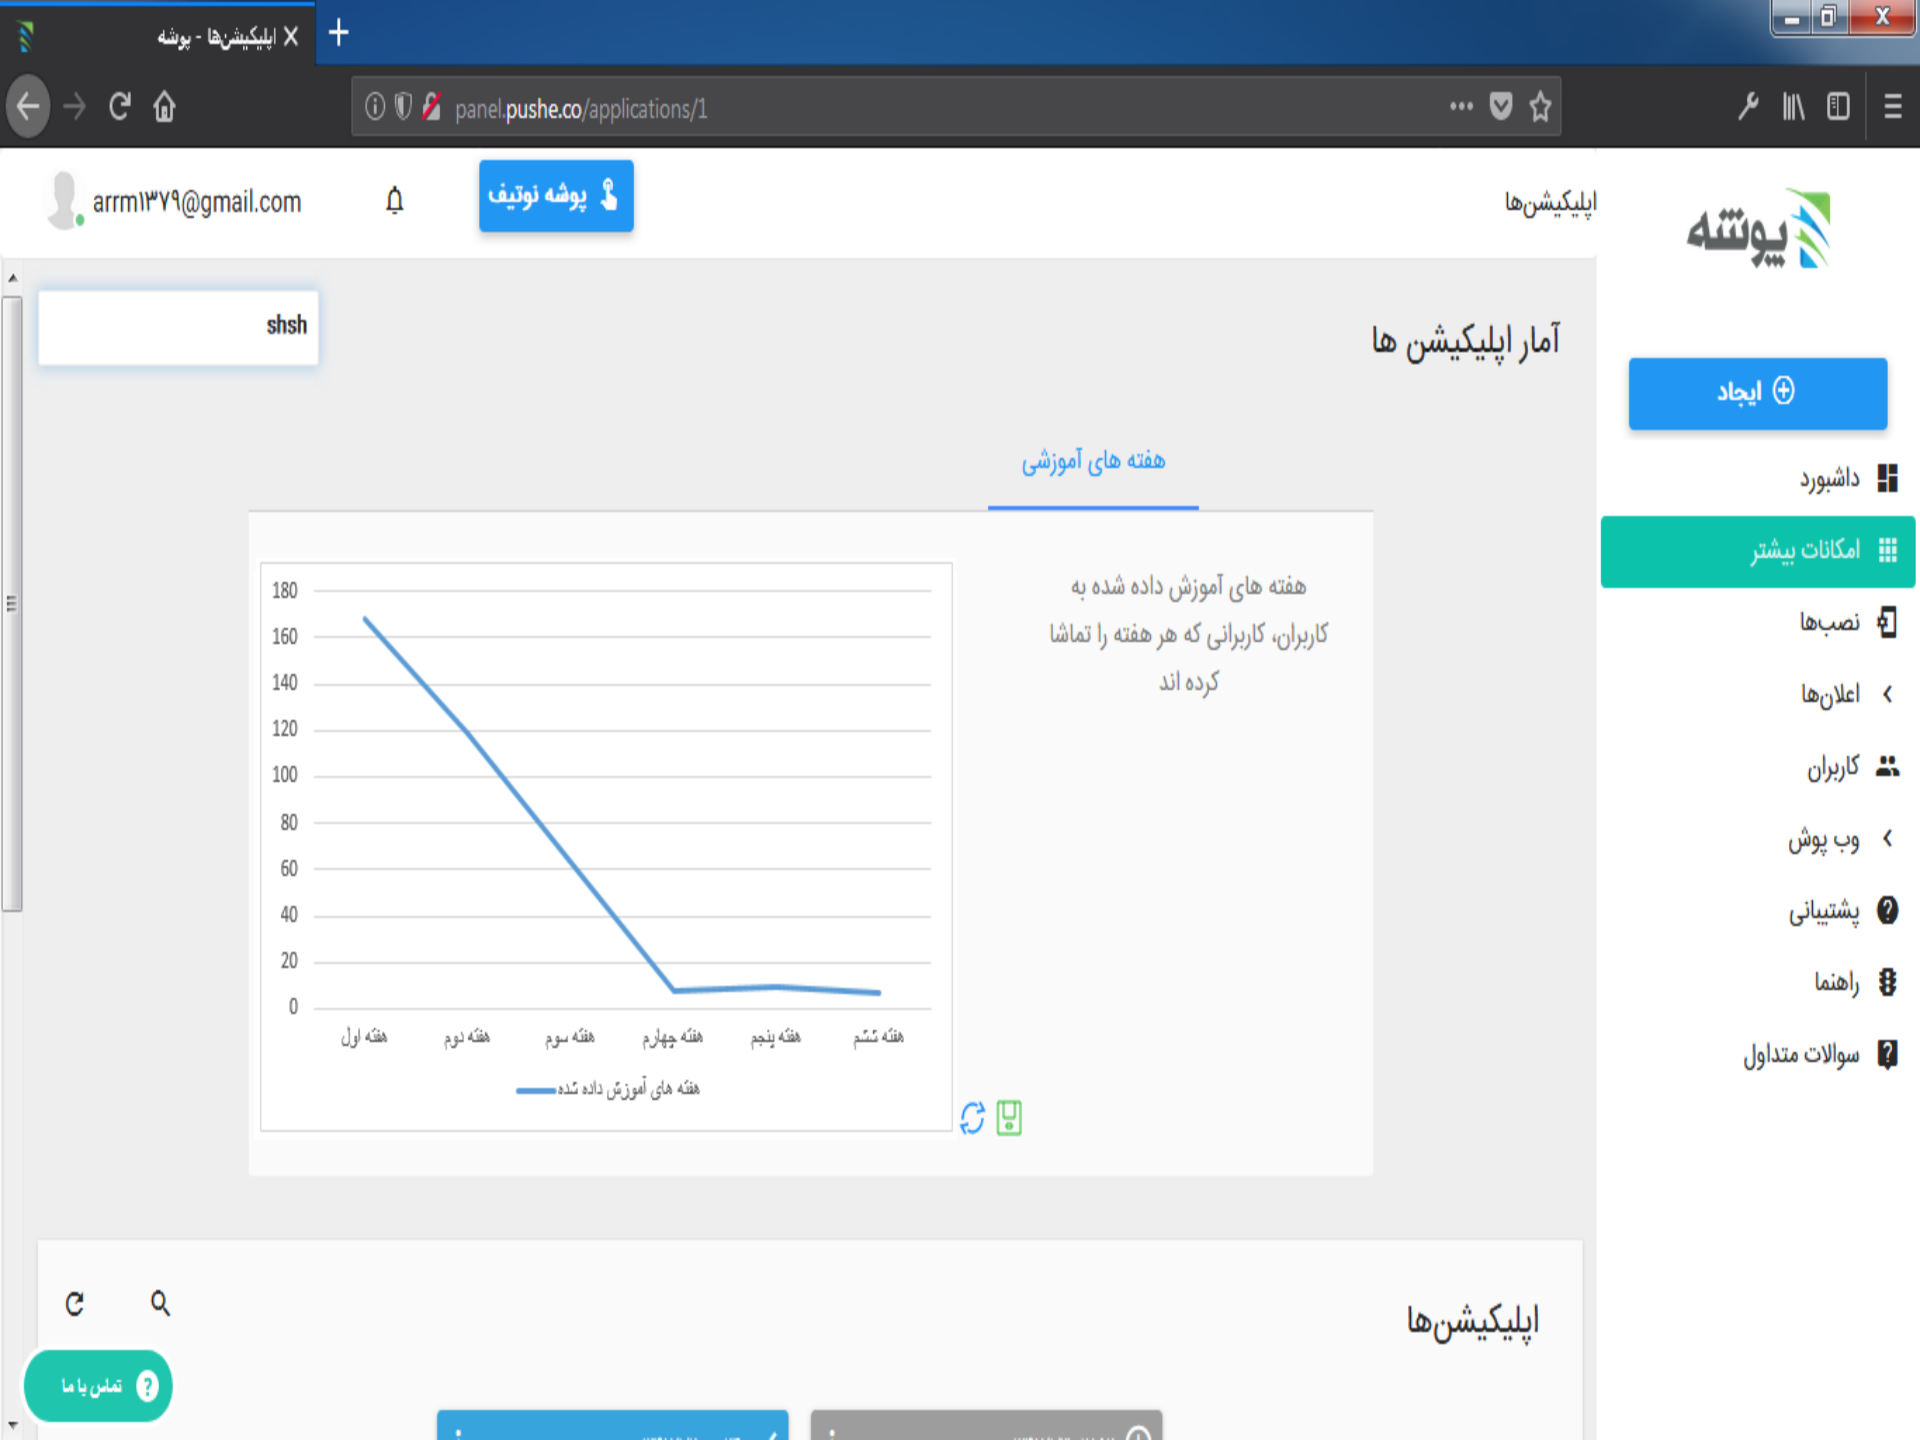 اپلیکیشن‌ها - پوشه
panel.pushe.co/applications/1
arrm۱۳۷۹@gmail.com
پوشه نوتیف
اپلیکیشن‌ها
پوشه
shsh
آمار اپلیکیشن ها
ایجاد
داشبورد
امکانات بیشتر
نصب‌ها
اعلان‌ها
کاربران
وب پوش
پشتیبانی
راهنما
سوالات متداول
هفته های آموزشی
هفته های آموزش داده شده به
کاربران، کاربرانی که هر هفته را تماشا
کرده اند
180
160
140
120
100
80
60
40
20
0
هفته اول
هفته دوم
هفته سوم
هفته چهارم
هفته پنجم
هفته ششم
هفته های آموزش داده شده
اپلیکیشن‌ها
تماس با ما